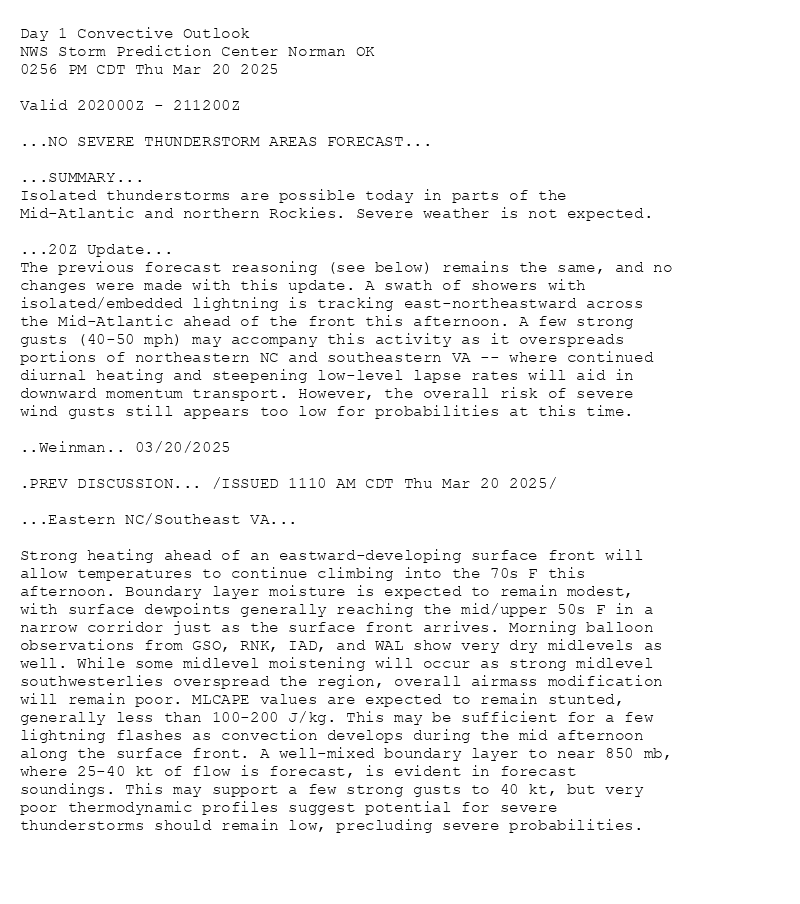 Day 1 Convective Outlook
NWS Storm Prediction Center Norman OK
0256 PM CDT Thu Mar 20 2025
Valid 202000Z - 211200Z
...NO SEVERE THUNDERSTORM AREAS FORECAST...
...SUMMARY...
Isolated thunderstorms are possible today in parts of the
Mid-Atlantic and northern Rockies. Severe weather is not expected.
...20Z Update...
The previous forecast reasoning (see below) remains the same, and no
changes were made with this update. A swath of showers with
isolated/embedded lightning is tracking east-northeastward across
the Mid-Atlantic ahead of the front this afternoon. A few strong
gusts (40-50 mph) may accompany this activity as it overspreads
portions of northeastern NC and southeastern VA -- where continued
diurnal heating and steepening low-level lapse rates will aid in
downward momentum transport. However, the overall risk of severe
wind gusts still appears too low for probabilities at this time.
..Weinman.. 03/20/2025
.PREV DISCUSSION... /ISSUED 1110 AM CDT Thu Mar 20 2025/
...Eastern NC/Southeast VA...
Strong heating ahead of an eastward-developing surface front will
allow temperatures to continue climbing into the 70s F this
afternoon. Boundary layer moisture is expected to remain modest,
with surface dewpoints generally reaching the mid/upper 50s F in a
narrow corridor just as the surface front arrives. Morning balloon
observations from GSO, RNK, IAD, and WAL show very dry midlevels as
well. While some midlevel moistening will occur as strong midlevel
southwesterlies overspread the region, overall airmass modification
will remain poor. MLCAPE values are expected to remain stunted,
generally less than 100-200 J/kg. This may be sufficient for a few
lightning flashes as convection develops during the mid afternoon
along the surface front. A well-mixed boundary layer to near 850 mb,
where 25-40 kt of flow is forecast, is evident in forecast
soundings. This may support a few strong gusts to 40 kt, but very
poor thermodynamic profiles suggest potential for severe
thunderstorms should remain low, precluding severe probabilities.